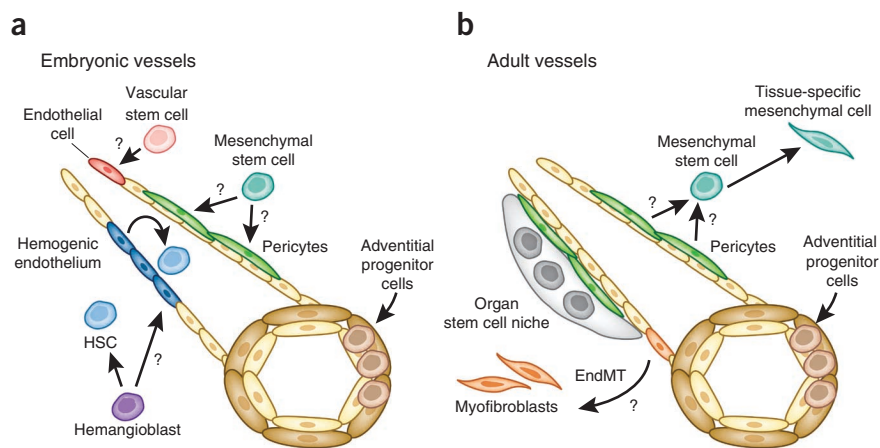 a
Embryonic vessels
Vascular
stem cell
Endothelial
cell
?
Mesenchymal
stem cell
?
?
Pericytes
Hemogenic
endothelium
Adventitial
progenitor
cells
HSC
?
Hemangioblast
b
Adult vessels
Tissue-specific
mesenchymal cell
Mesenchymal
stem cell
?
?
Pericytes
Adventitial
progenitor
cells
Organ
stem cell niche
EndMT
?
Myofibroblasts